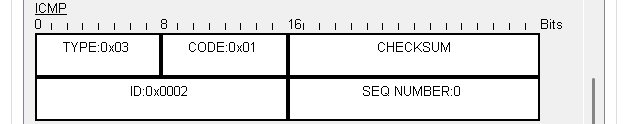 ICMP
0 8 16 Bits
TYPE:0x03 CODE:0x01 CHECKSUM
ID:0x0002 SEQ NUMBER:0